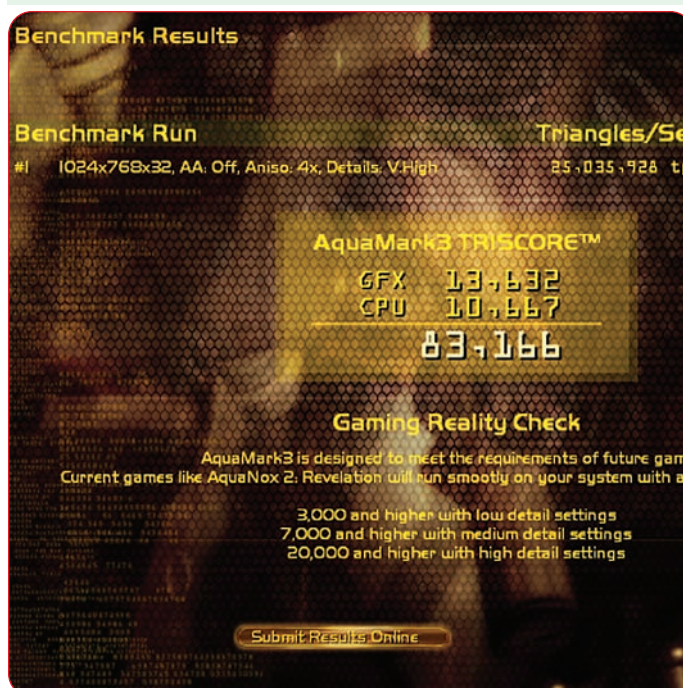 Benchmark Results
Benchmark Run Triangles/Se
#1 1024x768x32, AA: Off, Aniso: 4x, Details: V.High 25,035,928 t
AquaMark3 TRISCORE™
GFX 13,632
CPU 10,667
83,166
Gaming Reality Check
AquaMark3 is designed to meet the requirements of future gam
Current games like AquaNox 2: Revelation will run smootly on your system with a
3,000 and higher with low detail settings
7,000 and higher with medium detail settings
20,000 and higher with high detail settings
Submit Results Online